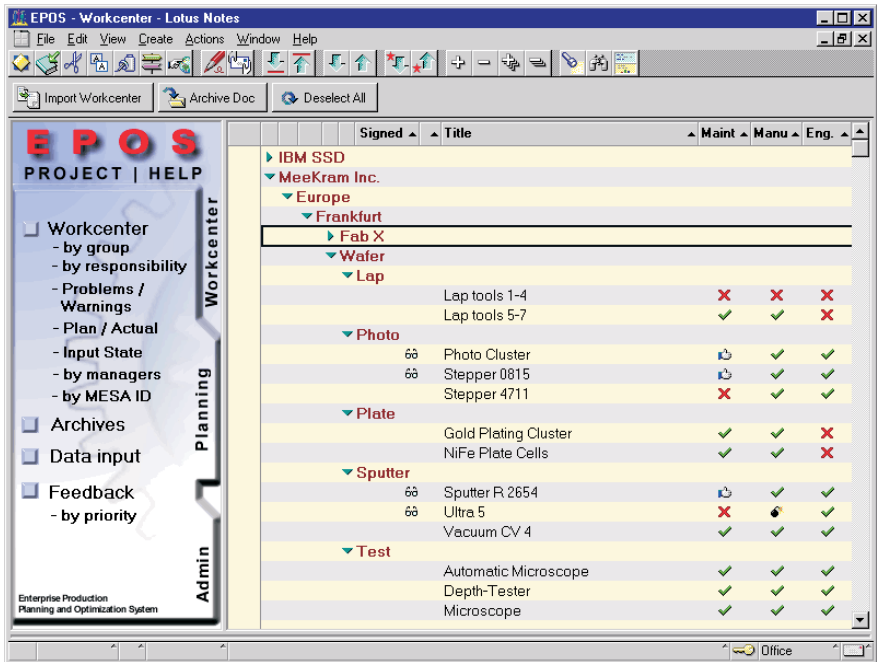 EPOS - Workcenter - Lotus Notes
File Edit View Create Actions Window Help
Import Workcenter Archive Doc Deselect All
EPOS
PROJECT | HELP
Workcenter
- by group
- by responsibility
- Problems /
Warnings
- Plan / Actual
- Input State
- by managers
- by MESA ID
Archives
Data input
Feedback
- by priority
Workcenter
Planning
Admin
Enterprise Production
Planning and Optimization System
Signed Title Maint Manu Eng.
IBM SSD
MeeKram Inc.
Europe
Frankfurt
Fab X
Wafer
Lap
Lap tools 1-4
Lap tools 5-7
Photo
Photo Cluster
Stepper 0815
Stepper 4711
Plate
Gold Plating Cluster
NiFe Plate Cells
Sputter
Sputter R 2654
Ultra 5
Vacuum CV 4
Test
Automatic Microscope
Depth-Tester
Microscope
Office